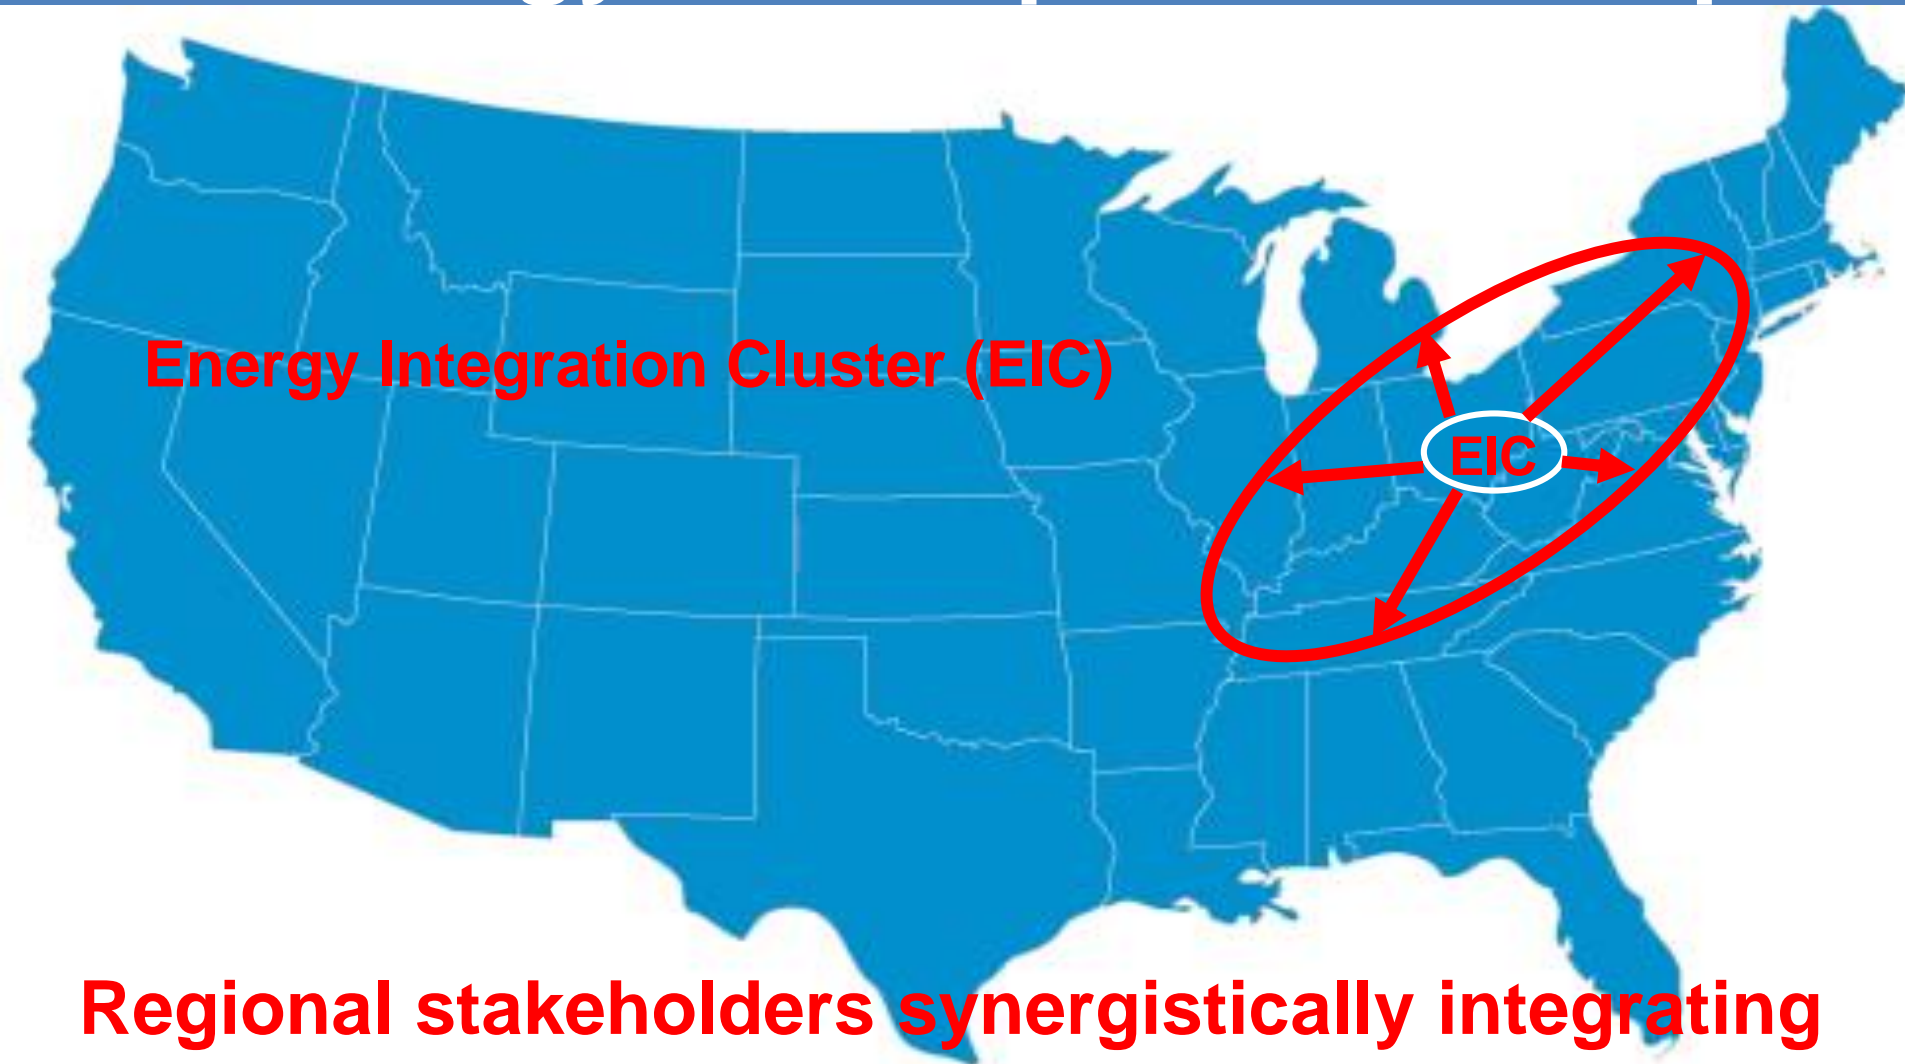 Energy Integration Cluster (EIC)
EIC
Regional stakeholders synergistically integrating